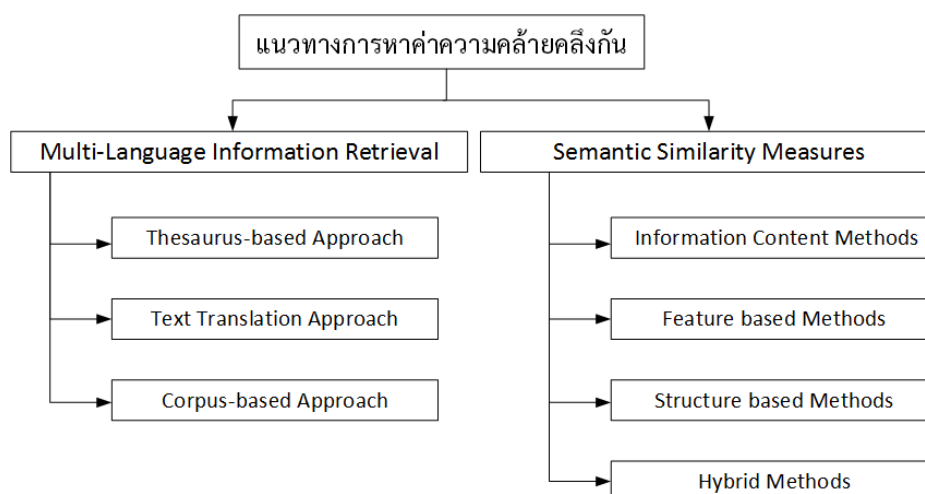 แนวทางการหาค่าความคล้ายคลึงกัน
Multi-Language Information Retrieval
Thesaurus-based Approach
Text Translation Approach
Corpus-based Approach
Semantic Similarity Measures
Information Content Methods
Feature based Methods
Structure based Methods
Hybrid Methods